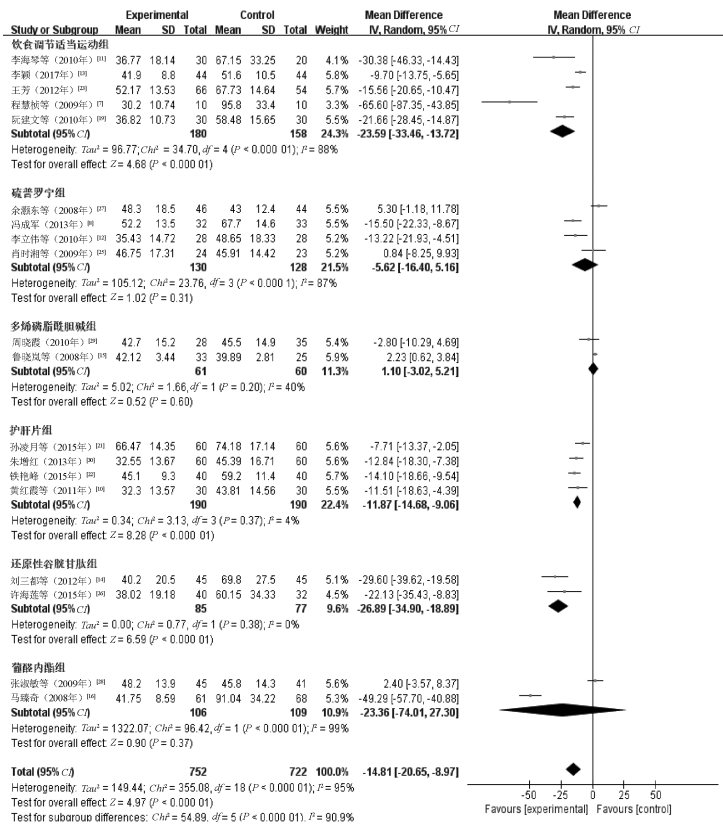 Experimental Control Mean Difference Mean Difference
Study or Subgroup Mean SD Total Mean SD Total Weight IV, Random, 95% CI IV, Random, 95% CI
饮食调节适当运动组
李海琴等（2010年）[11] 36.77 18.14 30 67.15 33.25 20 4.1% -30.38 [-46.33, -14.43]
李颖（2017年）[13] 41.9 8.8 44 51.6 10.5 44 5.7% -9.70 [-13.75, -5.65]
王芳（2012年）[23] 52.17 13.53 66 67.73 14.64 54 5.6% -15.56 [-20.65, -10.47]
程慧桢等（2010年）[7] 30.2 10.74 10 95.8 33.4 10 3.3% -65.60 [-87.35, -43.85]
阮建文等（2010年）[19] 36.82 10.73 30 58.48 15.65 30 5.5% -21.66 [-28.45, -14.87]
Subtotal (95% CI) 180 158 24.3% -23.59 [-33.46, -13.72]
Heterogeneity: Tau² = 96.77; Chi² = 34.70, df = 4 (P < 0.000 01); I² = 88%
Test for overall effect: Z = 4.68 (P < 0.000 01)
硫普罗宁组
余灏东等（2008年）[27] 48.3 18.5 46 43 12.4 44 5.5% 5.30 [-1.18, 11.78]
冯成军（2013年）[8] 52.2 13.5 32 67.7 14.6 33 5.5% -15.50 [-22.33, -8.67]
李立伟等（2010年）[12] 35.43 14.72 28 48.65 18.33 28 5.2% -13.22 [-21.93, -4.51]
肖时湘等（2009年）[25] 46.75 17.31 24 45.91 14.42 23 5.2% 0.84 [-8.25, 9.93]
Subtotal (95% CI) 130 128 21.5% -5.62 [-16.40, 5.16]
Heterogeneity: Tau² = 105.12; Chi² = 23.76, df = 3 (P < 0.000 1); I² = 87%
Test for overall effect: Z = 1.02 (P = 0.31)
多烯磷脂酰胆碱组
周晓霞（2010年）[29] 42.7 15.2 28 45.5 14.9 35 5.4% -2.80 [-10.29, 4.69]
鲁晓岚等（2008年）[15] 42.12 3.44 33 39.89 2.81 25 5.9% 2.23 [0.62, 3.84]
Subtotal (95% CI) 61 60 11.3% 1.10 [-3.02, 5.21]
Heterogeneity: Tau² = 5.02; Chi² = 1.66, df = 1 (P = 0.20); I² = 40%
Test for overall effect: Z = 0.52 (P = 0.60)
护肝片组
孙凌月等（2015年）[21] 66.47 14.35 60 74.18 17.14 60 5.6% -7.71 [-13.37, -2.05]
朱增红（2013年）[30] 32.55 13.67 60 45.39 16.71 60 5.6% -12.84 [-18.30, -7.38]
铁艳峰（2015年）[22] 45.1 9.3 40 59.2 11.4 40 5.7% -14.10 [-18.66, -9.54]
黄红霞等（2011年）[10] 32.3 13.57 30 43.81 14.56 30 5.5% -11.51 [-18.63, -4.39]
Subtotal (95% CI) 190 190 22.4% -11.87 [-14.68, -9.06]
Heterogeneity: Tau² = 0.34; Chi² = 3.13, df = 3 (P = 0.37); I² = 4%
Test for overall effect: Z = 8.28 (P < 0.000 01)
还原性谷胱甘肽组
刘三都等（2012年）[14] 40.2 20.5 45 69.8 27.5 45 5.1% -29.60 [-39.62, -19.58]
许海莲等（2015年）[26] 38.02 19.18 40 60.15 34.33 32 4.5% -22.13 [-35.43, -8.83]
Subtotal (95% CI) 85 77 9.6% -26.89 [-34.90, -18.89]
Heterogeneity: Tau² = 0.00; Chi² = 0.77, df = 1 (P = 0.38); I² = 0%
Test for overall effect: Z = 6.59 (P < 0.000 01)
葡醛内酯组
张淑敏等（2009年）[28] 48.2 13.9 45 45.8 14.3 41 5.6% 2.40 [-3.57, 8.37]
马臻奇（2008年）[16] 41.75 8.59 61 91.04 34.22 68 5.3% -49.29 [-57.70, -40.88]
Subtotal (95% CI) 106 109 10.9% -23.36 [-74.01, 27.30]
Heterogeneity: Tau² = 1322.07; Chi² = 96.42, df = 1 (P < 0.000 01); I² = 99%
Test for overall effect: Z = 0.90 (P = 0.37)
Total (95% CI) 752 722 100.0% -14.81 [-20.65, -8.97]
Heterogeneity: Tau² = 149.44; Chi² = 355.08, df = 18 (P < 0.000 01); I² = 95%
Test for overall effect: Z = 4.97 (P < 0.000 01)
Test for subgroup differences: Chi² = 54.89, df = 5 (P < 0.000 01), I² = 90.9%
-50 -25 0 25 50
Favours [experimental] Favours [control]